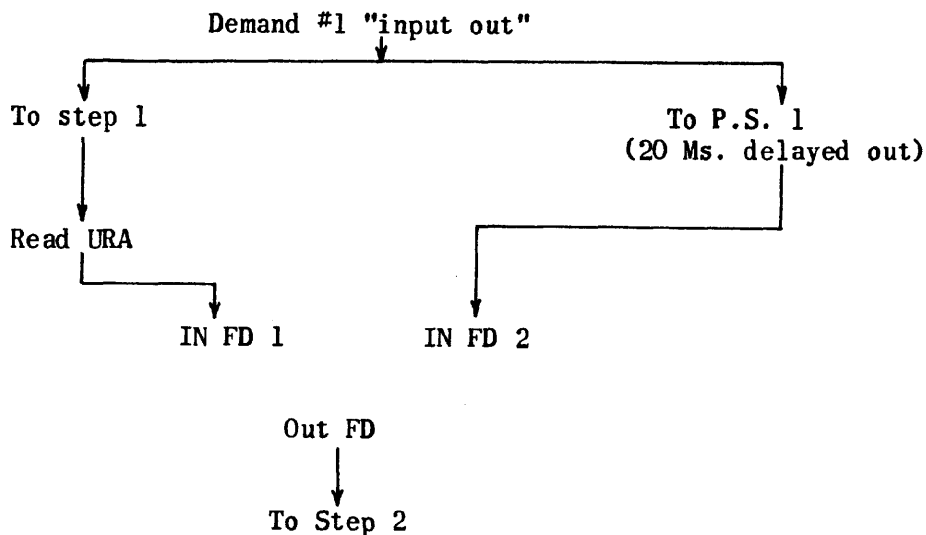 Demand #1 "input out"
To step 1
To P.S. 1
(20 Ms. delayed out)
Read URA
IN FD 1
IN FD 2
Out FD
To Step 2